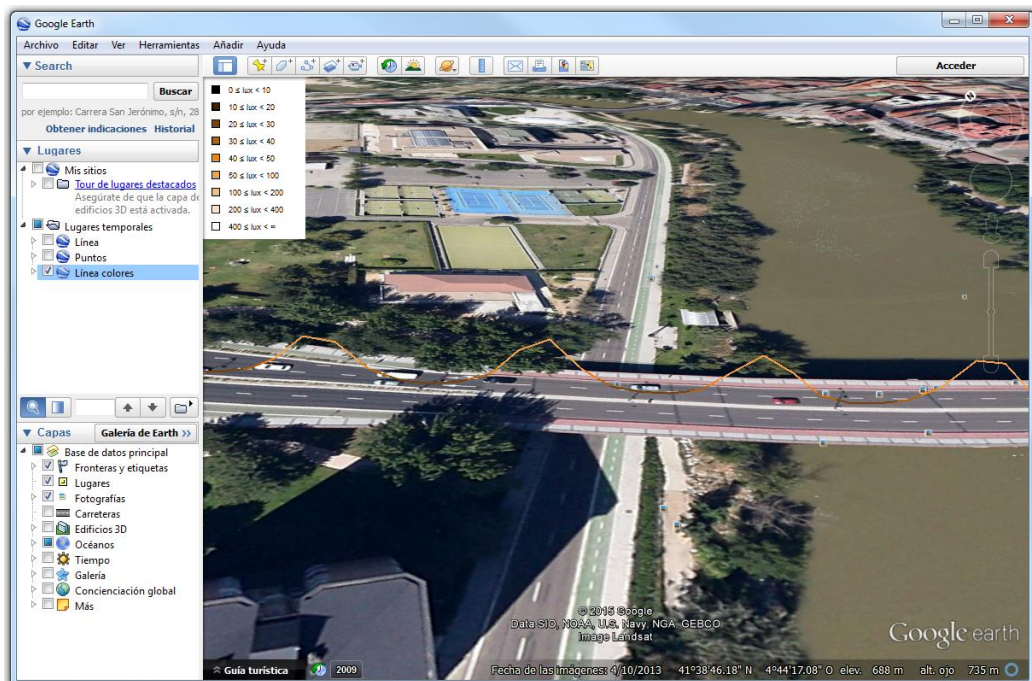 Google Earth
Archivo Editar Ver Herramientas Añadir Ayuda
▼ Search
Buscar
por ejemplo: Carrera San Jerónimo, s/n, 28
Obtener indicaciones Historial
▼ Lugares
Mis sitios
Tour de lugares destacados
Asegúrate de que la capa de
edificios 3D está activada.
Lugares temporales
Línea
Puntos
Línea colores
▼ Capas Galería de Earth >>
Base de datos principal
Fronteras y etiquetas
Lugares
Fotografías
Carreteras
Edificios 3D
Océanos
Tiempo
Galería
Concienciación global
Más
Acceder
0 ≤ lux < 10
10 ≤ lux < 20
20 ≤ lux < 30
30 ≤ lux < 40
40 ≤ lux < 50
50 ≤ lux < 100
100 ≤ lux < 200
200 ≤ lux < 400
400 ≤ lux < ∞
N
© 2015 Google
Data SIO, NOAA, U.S. Navy, NGA, GEBCO
Image Landsat
Google earth
Guía turística 2009 Fecha de las imágenes: 4/10/2013 41°38'46.18" N 4°44'17.08" O elev. 688 m alt. ojo 735 m